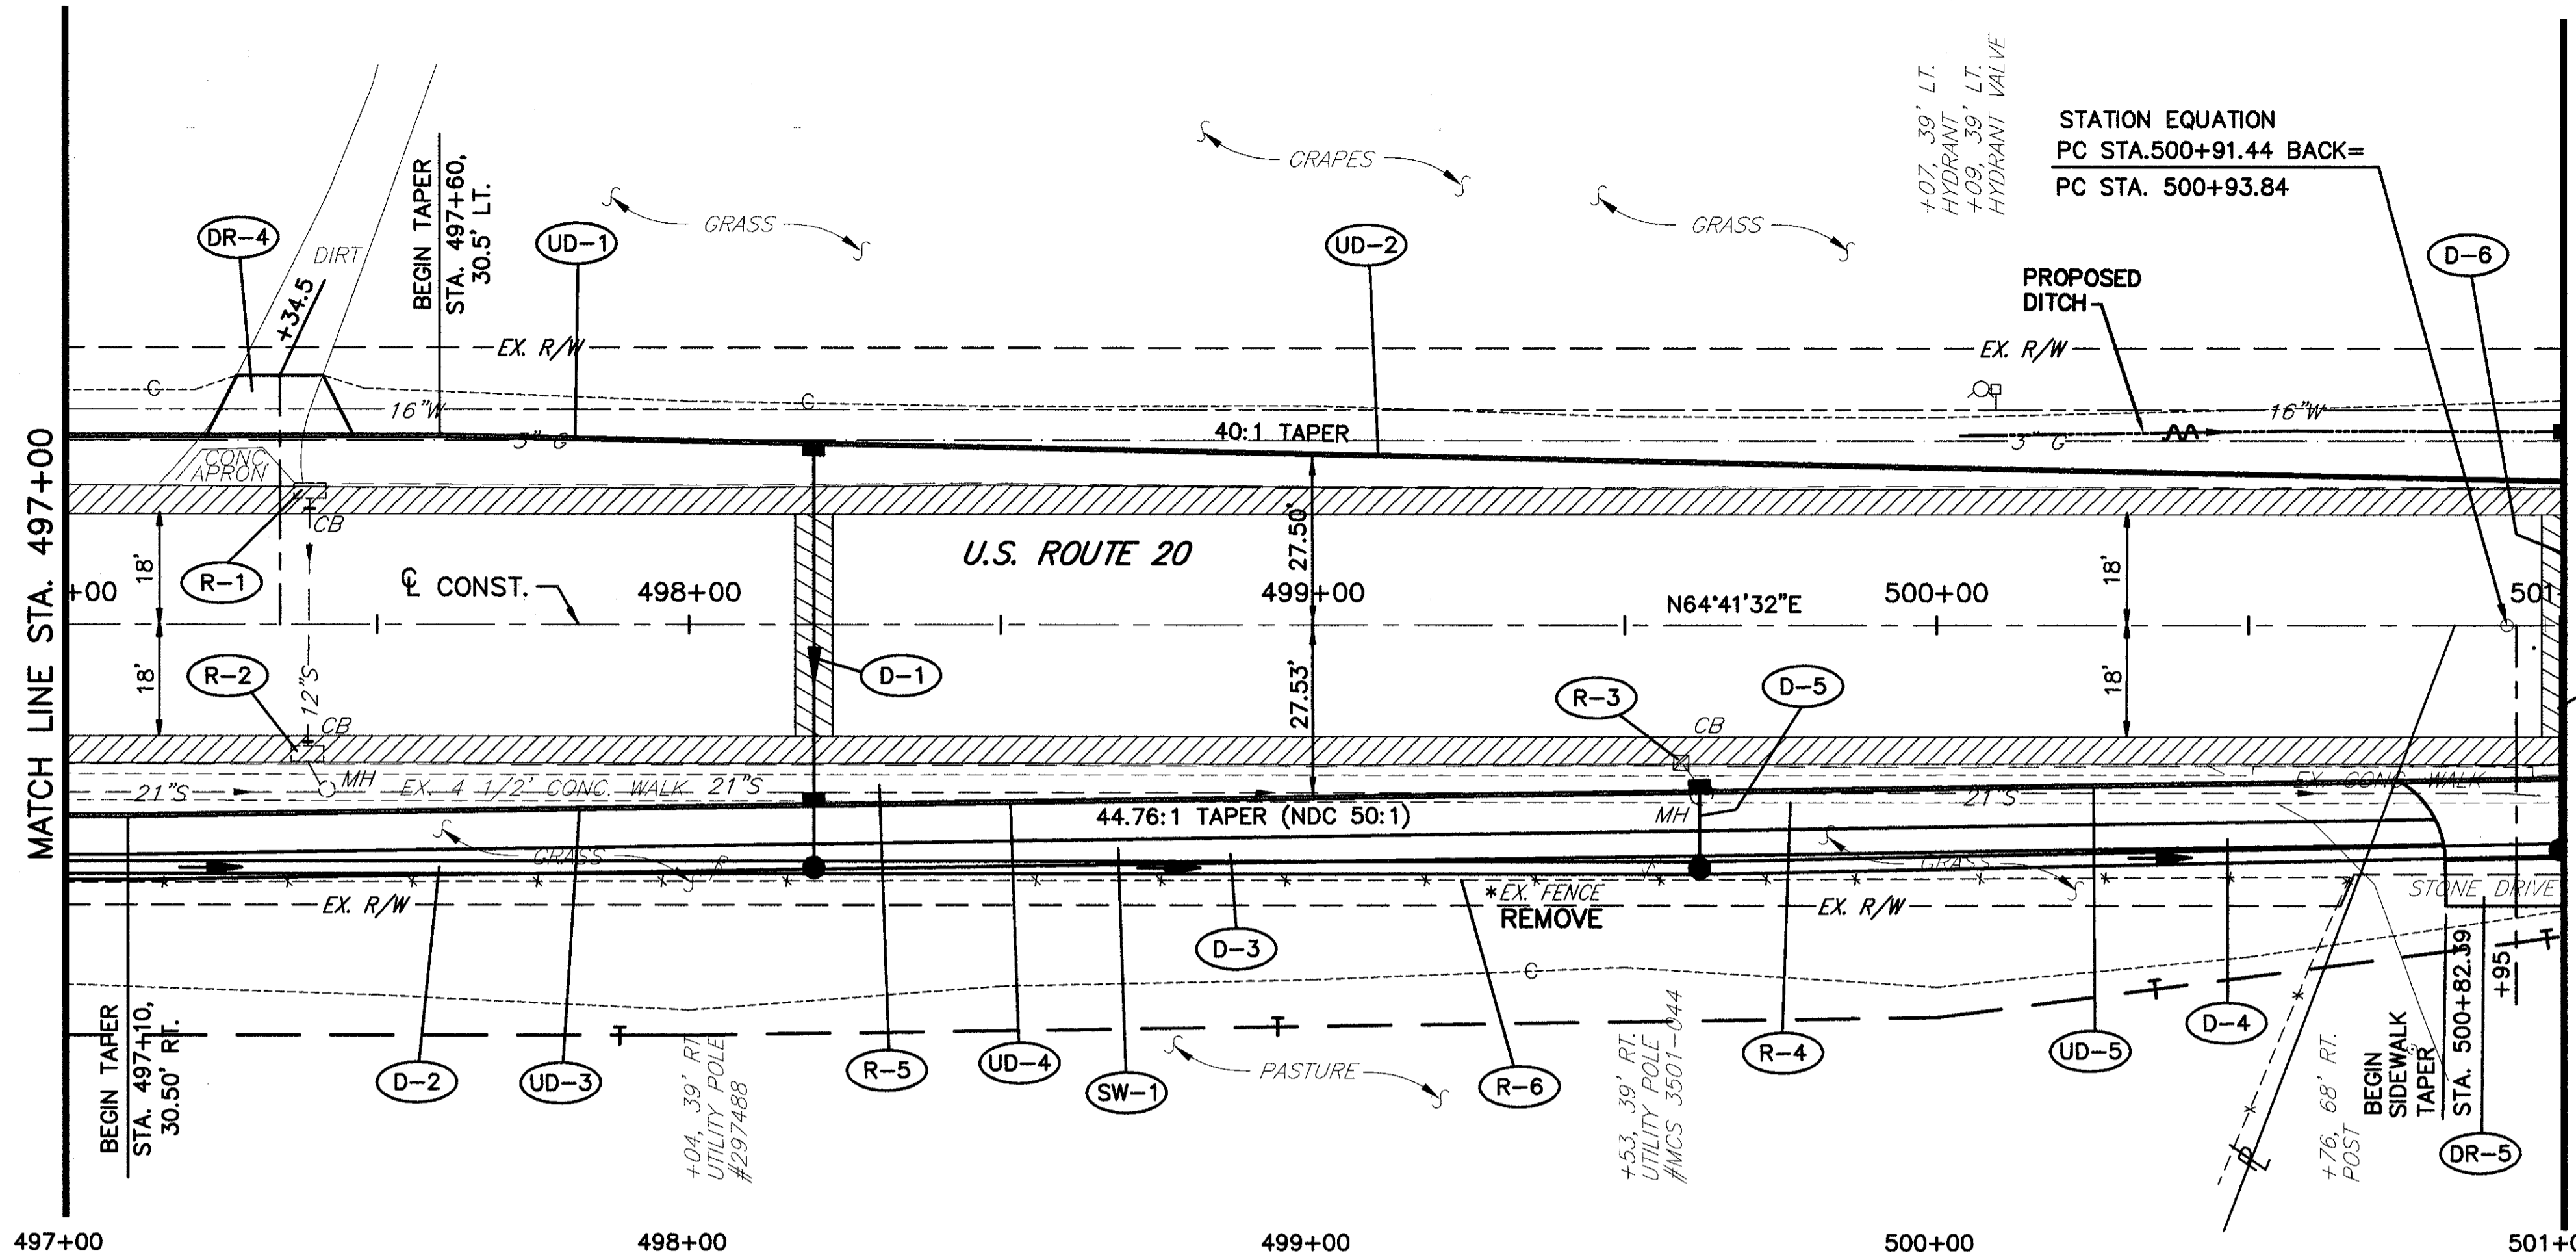 MATCH LINE STA. 497+00
+07, 39' LT.
HYDRANT
+09, 39' LT.
HYDRANT VALVE
STATION EQUATION
PC STA.500+91.44 BACK=
PC STA. 500+93.84
GRAPES
GRASS
GRASS
DR-4
DIRT
+34.5
BEGIN TAPER
STA. 497+60,
30.5' LT.
UD-1
UD-2
D-6
PROPOSED
DITCH
EX. R/W
EX. R/W
G
16"W
G
16"W
3" G
40:1 TAPER
3" G
CONC.
APRON
CB
R-1
18'
U.S. ROUTE 20
27.50'
18'
+00
℄ CONST.
498+00
499+00
N64°41'32"E
500+00
501+
18'
R-2
12"S
CB
D-1
27.53'
R-3
CB
D-5
18'
21"S
MH
EX. 4 1/2' CONC. WALK
21"S
44.76:1 TAPER (NDC 50:1)
MH
21"S
EX. CONC. WALK
GRASS
P
GRASS
STONE DRIVE
EX. R/W
*EX. FENCE
REMOVE
EX. R/W
D-3
G
T
BEGIN TAPER
STA. 497+10,
30.50' RT.
T
T
T
D-2
UD-3
+04, 39' RT.
UTILITY POLE
#297488
R-5
UD-4
SW-1
PASTURE
R-6
+53, 39' RT.
UTILITY POLE
#MCS 3501-044
R-4
UD-5
D-4
PL
+76, 68' RT.
POST
BEGIN
SIDEWALK
TAPER
STA. 500+82.39
+95
DR-5
497+00
498+00
499+00
500+00
501+